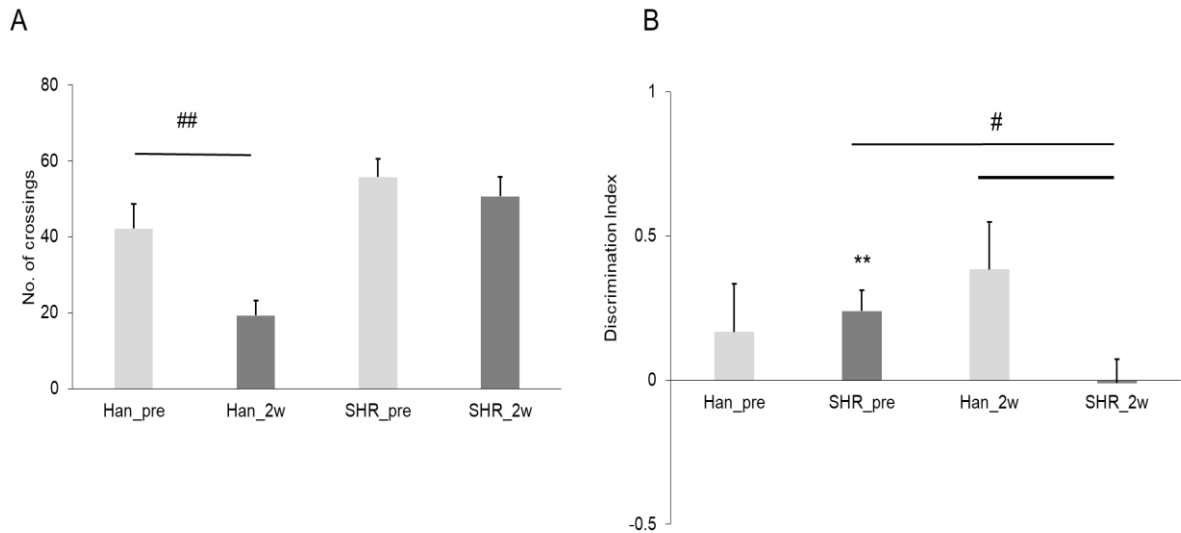 A
No. of crossings
80
60
40
20
0
##
Han_pre
Han_2w
SHR_pre
SHR_2w
B
Discrimination Index
1
0.5
0
-0.5
#
**
Han_pre
SHR_pre
Han_2w
SHR_2w